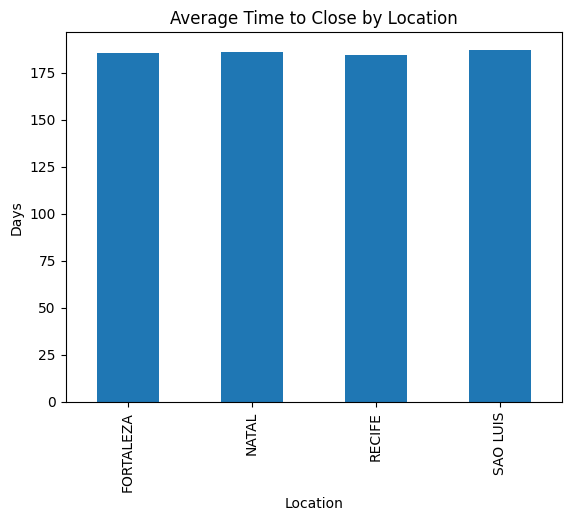 Average Time to Close by Location
Days
175
150
125
100
75
50
25
0
FORTALEZA
NATAL
RECIFE
SAO LUIS
Location